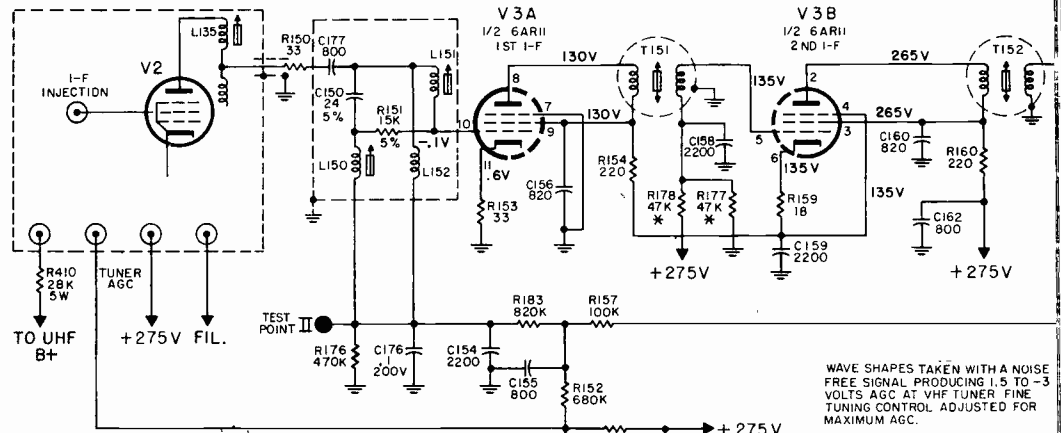 L135
V2
I-F
INJECTION
R150
33
C177
800
C150
24
5%
R151
15K
5%
L151
L150
L152
-.1V
V3A
1/2 6AR11
1ST I-F
130V
8
7
9
10
11
.6V
130V
R153
33
C156
820
T151
R154
220
C158
2200
R178
47K
*
R177
47K
*
+275V
V3B
1/2 6AR11
2ND I-F
265V
135V
2
4
3
5
6
135V
265V
135V
R159
18
C159
2200
T152
C160
820
R160
220
C162
800
+275V
R410
28K
5W
TUNER
AGC
TO UHF
B+
+275V
FIL.
TEST
POINT II
R176
470K
C176
.1
200V
C154
2200
C155
800
R183
820K
R157
100K
R152
680K
+275V
WAVE SHAPES TAKEN WITH A NOISE
FREE SIGNAL PRODUCING 1.5 TO -3
VOLTS AGC AT VHF TUNER FINE
TUNING CONTROL ADJUSTED FOR
MAXIMUM AGC.